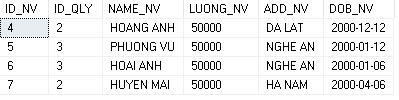 ID_NV ID_QLY NAME_NV LUONG_NV ADD_NV DOB_NV
4 2 HOANG ANH 50000 DA LAT 2000-12-12
5 3 PHUONG VU 50000 NGHE AN 2000-01-12
6 3 HOAI ANH 50000 NGHE AN 2000-01-06
7 2 HUYEN MAI 50000 HA NAM 2000-04-06